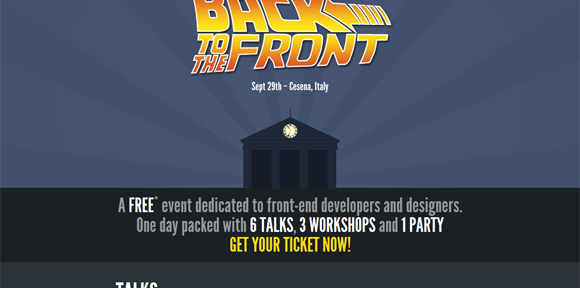 BACK
TO
THE FRONT
Sept 29th – Cesena, Italy
A FREE* event dedicated to front-end developers and designers.
One day packed with 6 TALKS, 3 WORKSHOPS and 1 PARTY
GET YOUR TICKET NOW!
TALKS